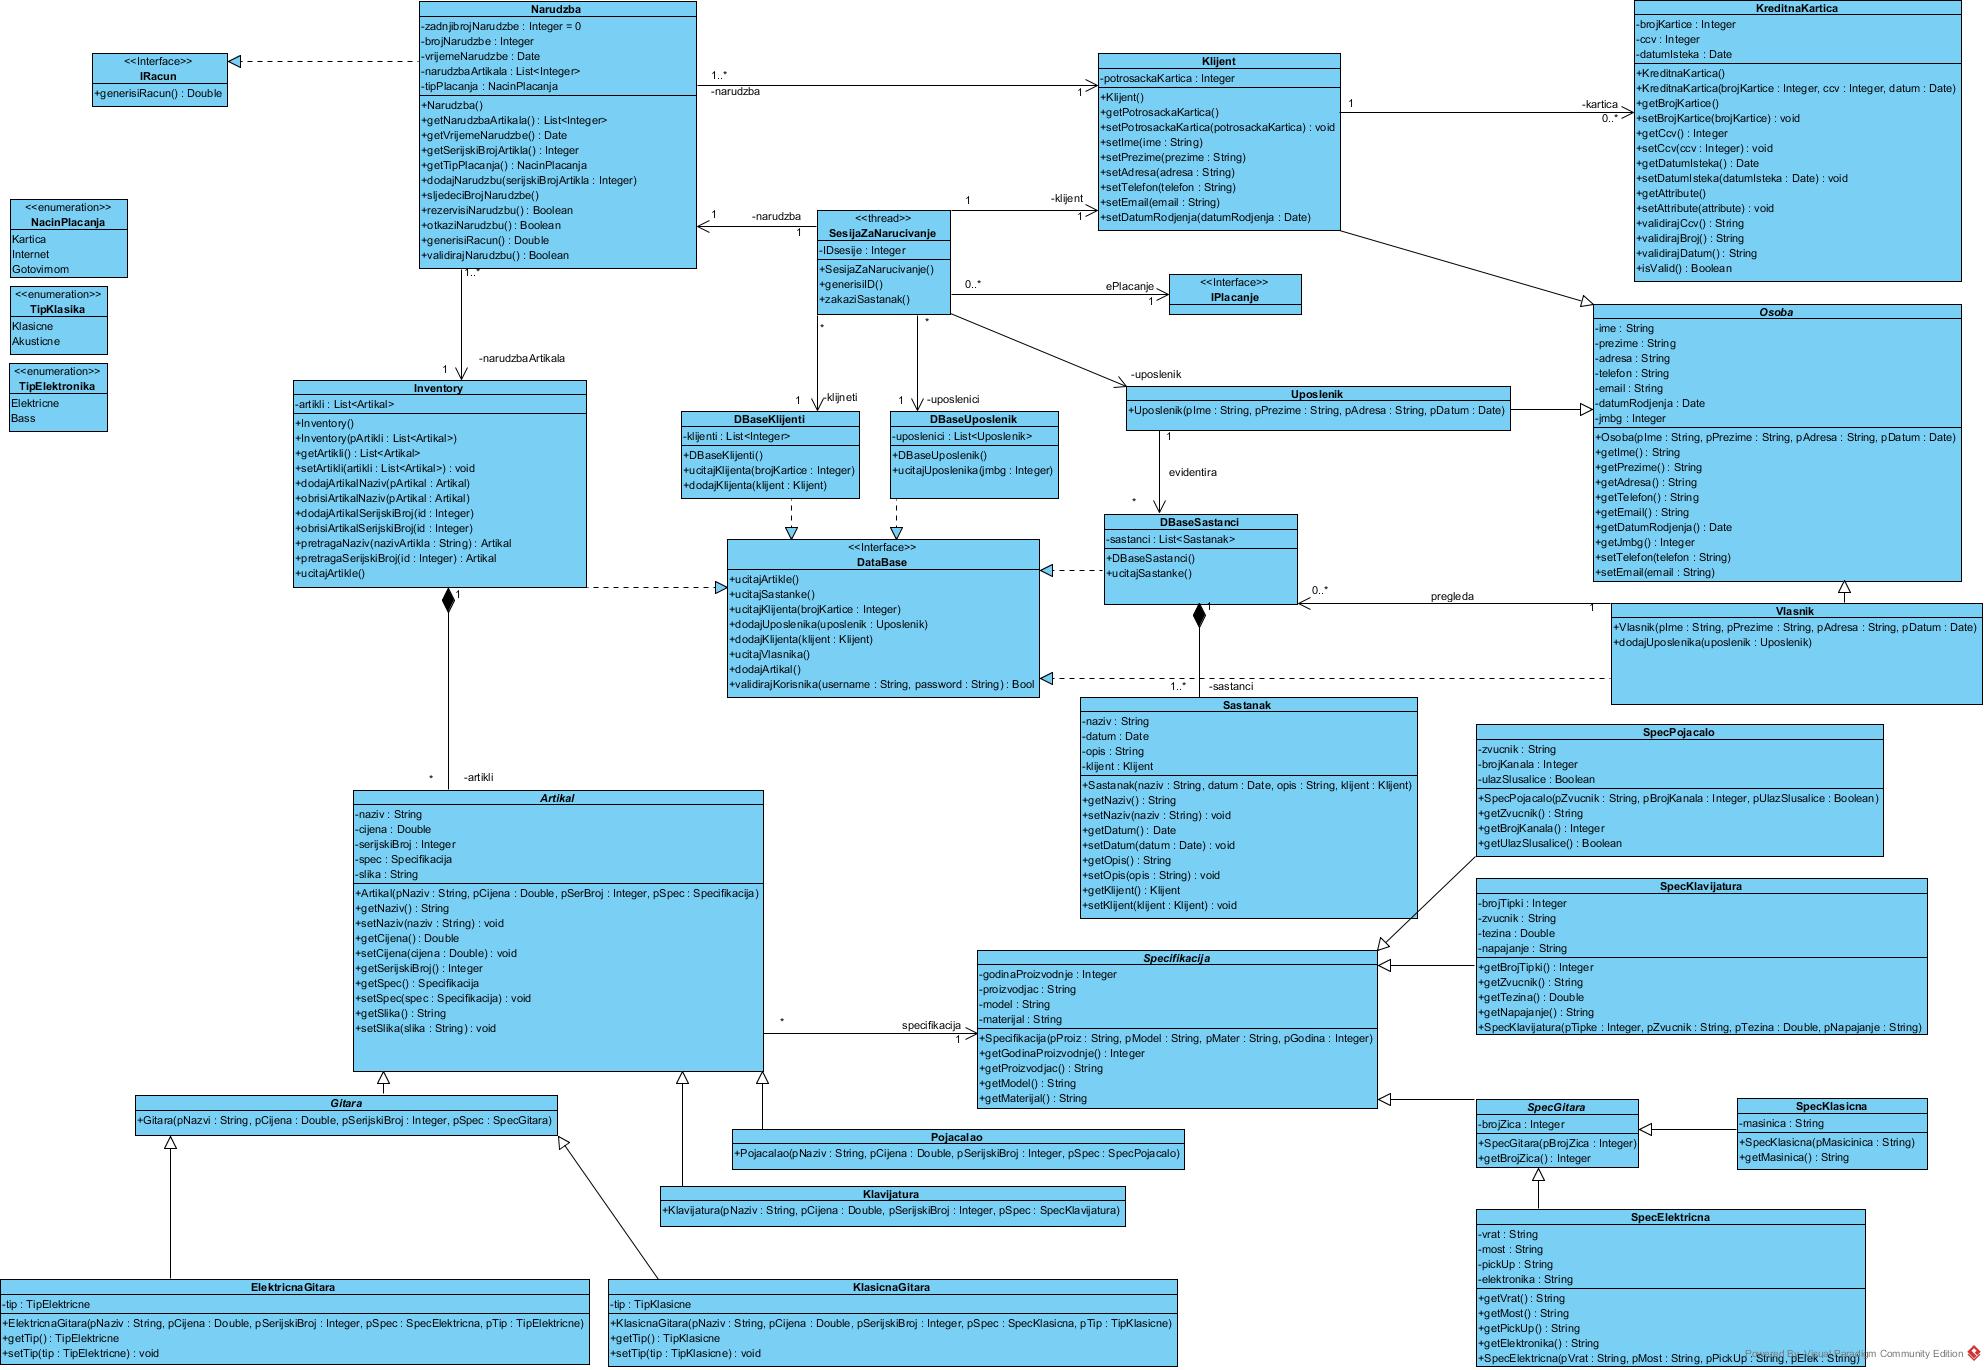 Narudzba
-zadnjibrojNarudzbe : Integer = 0
-brojNarudzbe : Integer
-vrijemeNarudzbe : Date
-narudzbaArtikala : List<Integer>
-tipPlacanja : NacinPlacanja
+Narudzba()
+getNarudzbaArtikala() : List<Integer>
+getVrijemeNarudzbe() : Date
+getSerijskiBrojArtikla() : Integer
+getTipPlacanja() : NacinPlacanja
+dodajNarudzbu(serijskiBrojArtikla : Integer)
+sljedeciBrojNarudzbe()
+rezervisiNarudzbu() : Boolean
+otkaziNarudzbu() : Boolean
+generisiRacun() : Double
+validirajNarudzbu() : Boolean
<<Interface>>
IRacun
+generisiRacun() : Double
1..*
-narudzba
1
Klijent
-potrosackaKartica : Integer
+Klijent()
+getPotrosackaKartica()
+setPotrosackaKartica(potrosackaKartica) : void
+setIme(ime : String)
+setPrezime(prezime : String)
+setAdresa(adresa : String)
+setTelefon(telefon : String)
+setEmail(email : String)
+setDatumRodjenja(datumRodjenja : Date)
1
-kartica
0..*
KreditnaKartica
-brojKartice : Integer
-ccv : Integer
-datumIsteka : Date
+KreditnaKartica()
+KreditnaKartica(brojKartice : Integer, ccv : Integer, datum : Date)
+getBrojKartice()
+setBrojKartice(brojKartice) : void
+getCcv() : Integer
+setCcv(ccv : Integer) : void
+getDatumIsteka() : Date
+setDatumIsteka(datumIsteka : Date) : void
+getAttribute()
+setAttribute(attribute) : void
+validirajCcv() : String
+validirajBroj() : String
+validirajDatum() : String
+isValid() : Boolean
<<enumeration>>
NacinPlacanja
Kartica
Internet
Gotovimom
<<enumeration>>
TipKlasika
Klasicne
Akusticne
<<enumeration>>
TipElektronika
Elektricne
Bass
1
-narudzba
1
<<thread>>
SesijaZaNarucivanje
-IDsesije : Integer
+SesijaZaNarucivanje()
+generisiID()
+zakaziSastanak()
1
-klijent
1
0..*
ePlacanje
1
<<Interface>>
IPlacanje
1..*
-narudzbaArtikala
1
*
-klijneti
1
*
-uposlenici
1
-uposlenik
Osoba
-ime : String
-prezime : String
-adresa : String
-telefon : String
-email : String
-datumRodjenja : Date
-jmbg : Integer
+Osoba(pIme : String, pPrezime : String, pAdresa : String, pDatum : Date)
+getIme() : String
+getPrezime() : String
+getAdresa() : String
+getTelefon() : String
+getEmail() : String
+getDatumRodjenja() : Date
+getJmbg() : Integer
+setTelefon(telefon : String)
+setEmail(email : String)
Inventory
-artikli : List<Artikal>
+Inventory()
+Inventory(pArtikli : List<Artikal>)
+getArtikli() : List<Artikal>
+setArtikli(artikli : List<Artikal>) : void
+dodajArtikalNaziv(pArtikal : Artikal)
+obrisiArtikalNaziv(pArtikal : Artikal)
+dodajArtikalSerijskiBroj(id : Integer)
+obrisiArtikalSerijskiBroj(id : Integer)
+pretragaNaziv(nazivArtikla : String) : Artikal
+pretragaSerijskiBroj(id : Integer) : Artikal
+ucitajArtikle()
DBaseKlijenti
-klijenti : List<Integer>
+DBaseKlijenti()
+ucitajKlijenta(brojKartice : Integer)
+dodajKlijenta(klijent : Klijent)
DBaseUposlenik
-uposlenici : List<Uposlenik>
+DBaseUposlenik()
+ucitajUposlenika(jmbg : Integer)
Uposlenik
+Uposlenik(pIme : String, pPrezime : String, pAdresa : String, pDatum : Date)
1
evidentira
*
<<Interface>>
DataBase
+ucitajArtikle()
+ucitajSastanke()
+ucitajKlijenta(brojKartice : Integer)
+dodajUposlenika(uposlenik : Uposlenik)
+dodajKlijenta(klijent : Klijent)
+ucitajVlasnika()
+dodajArtikal()
+validirajKorisnika(username : String, password : String) : Bool
DBaseSastanci
-sastanci : List<Sastanak>
+DBaseSastanci()
+ucitajSastanke()
0..*
pregleda
1
Vlasnik
+Vlasnik(pIme : String, pPrezime : String, pAdresa : String, pDatum : Date)
+dodajUposlenika(uposlenik : Uposlenik)
1
1..*
-sastanci
Sastanak
-naziv : String
-datum : Date
-opis : String
-klijent : Klijent
+Sastanak(naziv : String, datum : Date, opis : String, klijent : Klijent)
+getNaziv() : String
+setNaziv(naziv : String) : void
+getDatum() : Date
+setDatum(datum : Date) : void
+getOpis() : String
+setOpis(opis : String) : void
+getKlijent() : Klijent
+setKlijent(klijent : Klijent) : void
SpecPojacalo
-zvucnik : String
-brojKanala : Integer
-ulazSlusalice : Boolean
+SpecPojacalo(pZvucnik : String, pBrojKanala : Integer, pUlazSlusalice : Boolean)
+getZvucnik() : String
+getBrojKanala() : Integer
+getUlazSlusalice() : Boolean
1
*
-artikli
Artikal
-naziv : String
-cijena : Double
-serijskiBroj : Integer
-spec : Specifikacija
-slika : String
+Artikal(pNaziv : String, pCijena : Double, pSerBroj : Integer, pSpec : Specifikacija)
+getNaziv() : String
+setNaziv(naziv : String) : void
+getCijena() : Double
+setCijena(cijena : Double) : void
+getSerijskiBroj() : Integer
+getSpec() : Specifikacija
+setSpec(spec : Specifikacija) : void
+getSlika() : String
+setSlika(slika : String) : void
*
specifikacija
1
Specifikacija
-godinaProizvodnje : Integer
-proizvodjac : String
-model : String
-materijal : String
+Specifikacija(pProiz : String, pModel : String, pMater : String, pGodina : Integer)
+getGodinaProizvodnje() : Integer
+getProizvodjac() : String
+getModel() : String
+getMaterijal() : String
SpecKlavijatura
-brojTipki : Integer
-zvucnik : String
-tezina : Double
-napajanje : String
+getBrojTipki() : Integer
+getZvucnik() : String
+getTezina() : Double
+getNapajanje() : String
+SpecKlavijatura(pTipke : Integer, pZvucnik : String, pTezina : Double, pNapajanje : String)
Gitara
+Gitara(pNazvi : String, pCijena : Double, pSerijskiBroj : Integer, pSpec : SpecGitara)
Pojacalao
+Pojacalao(pNaziv : String, pCijena : Double, pSerijskiBroj : Integer, pSpec : SpecPojacalo)
Klavijatura
+Klavijatura(pNaziv : String, pCijena : Double, pSerijskiBroj : Integer, pSpec : SpecKlavijatura)
SpecGitara
-brojZica : Integer
+SpecGitara(pBrojZica : Integer)
+getBrojZica() : Integer
SpecKlasicna
-masinica : String
+SpecKlasicna(pMasicinica : String)
+getMasinica() : String
ElektricnaGitara
-tip : TipElektricne
+ElektricnaGitara(pNaziv : String, pCijena : Double, pSerijskiBroj : Integer, pSpec : SpecElektricna, pTip : TipElektricne)
+getTip() : TipElektricne
+setTip(tip : TipElektricne) : void
KlasicnaGitara
-tip : TipKlasicne
+KlasicnaGitara(pNaziv : String, pCijena : Double, pSerijskiBroj : Integer, pSpec : SpecKlasicna, pTip : TipKlasicne)
+getTip() : TipKlasicne
+setTip(tip : TipKlasicne) : void
SpecElektricna
-vrat : String
-most : String
-pickUp : String
-elektronika : String
+getVrat() : String
+getMost() : String
+getPickUp() : String
+getElektronika() : String
+SpecElektricna(pVrat : String, pMost : String, pPickUp : String, pElek : String)
Powered By Visual Paradigm Community Edition